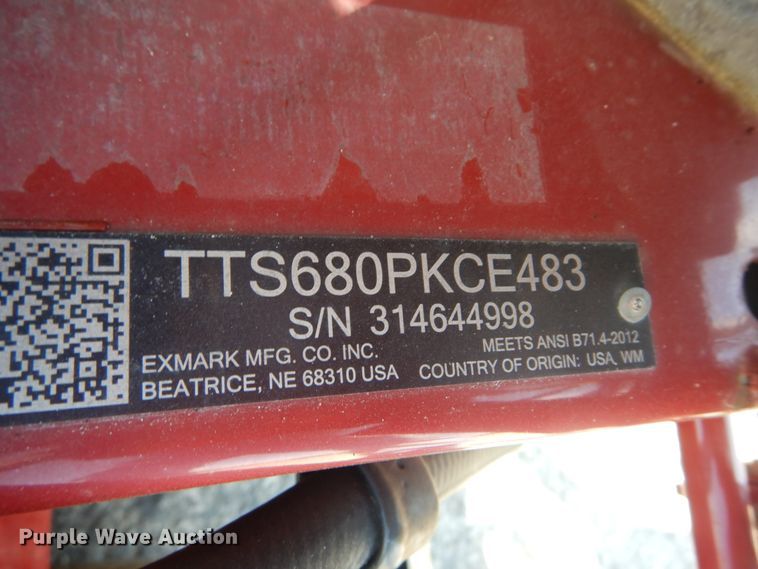 TTS680PKCE483
S/N 314644998
EXMARK MFG. CO. INC.
BEATRICE, NE 68310 USA
MEETS ANSI B71.4-2012
COUNTRY OF ORIGIN: USA, WM
Purple Wave Auction